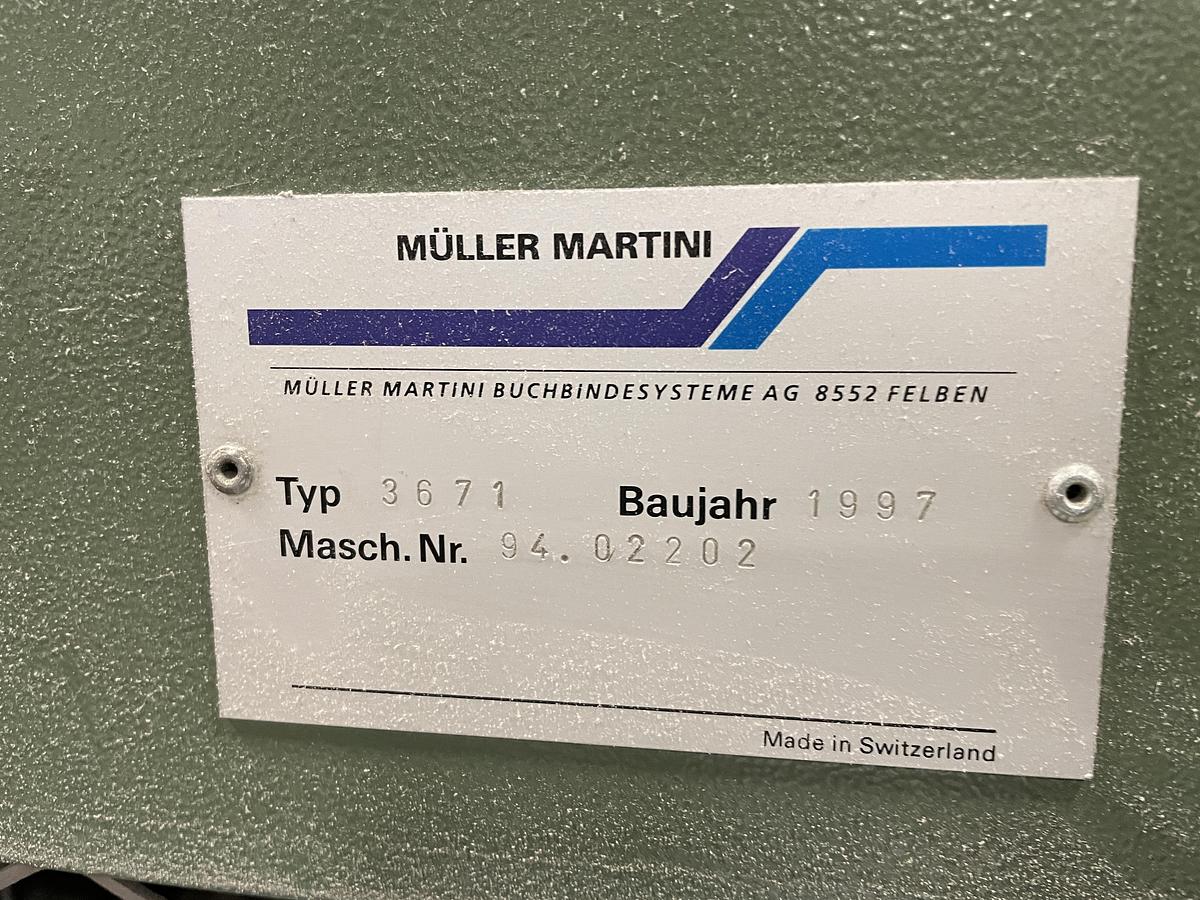 MÜLLER MARTINI
MÜLLER MARTINI BUCHBINDESYSTEME AG 8552 FELBEN
Typ 3671 Baujahr 1997
Masch. Nr. 94.02202
Made in Switzerland